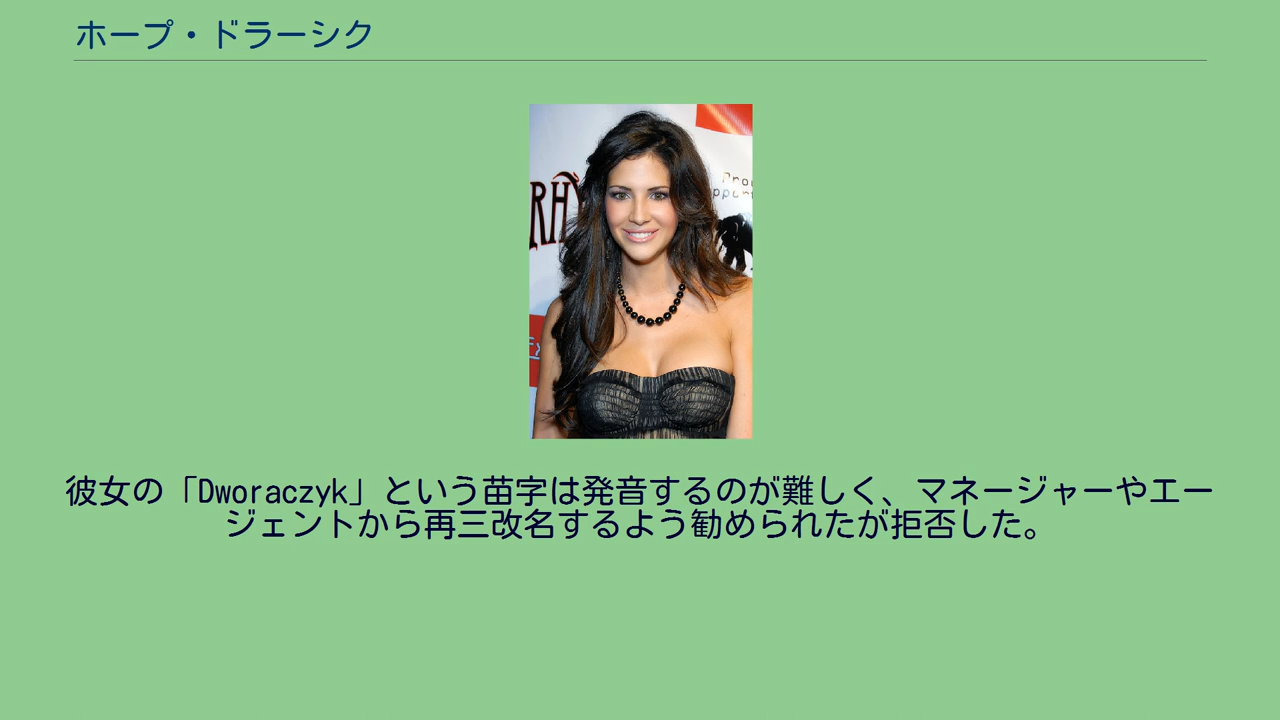 ホープ・ドラーシク
RHY
彼女の「Dworaczyk」という苗字は発音するのが難しく、マネージャーやエー
ジェントから再三改名するよう勧められたが拒否した。